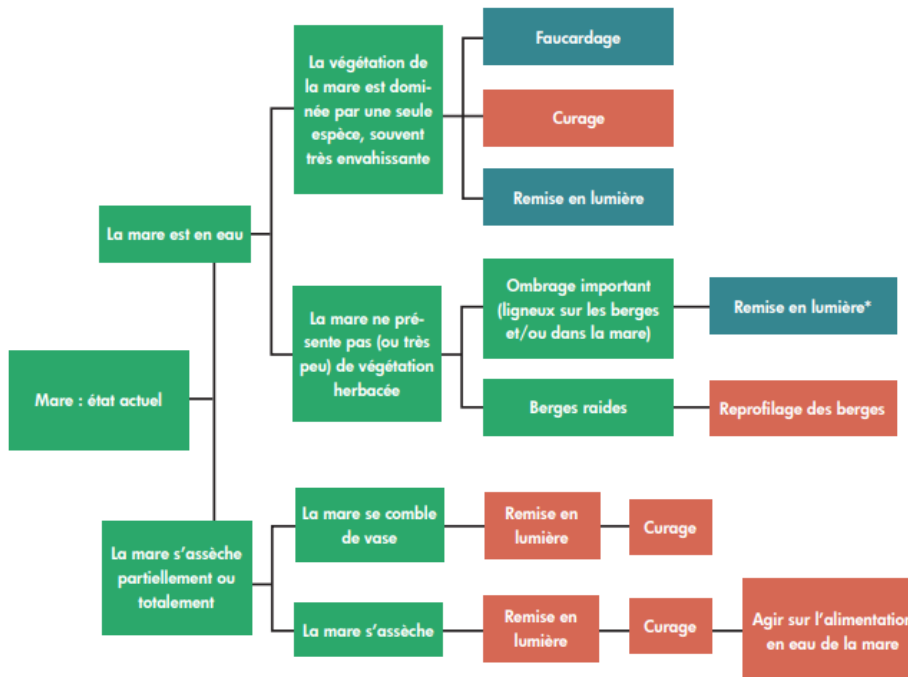 Faucardage
La végétation de
la mare est domi-
née par une seule
espèce, souvent
très envahissante
Curage
Remise en lumière
La mare est en eau
Ombrage important
(ligneux sur les berges
et/ou dans la mare)
Remise en lumière*
La mare ne pré-
sente pas (ou très
peu) de végétation
herbacée
Mare : état actuel
Berges raides
Reprofilage des berges
La mare se comble
de vase
Remise en
lumière
Curage
La mare s'assèche
partiellement ou
totalement
La mare s'assèche
Remise en
lumière
Curage
Agir sur l'alimentation
en eau de la mare